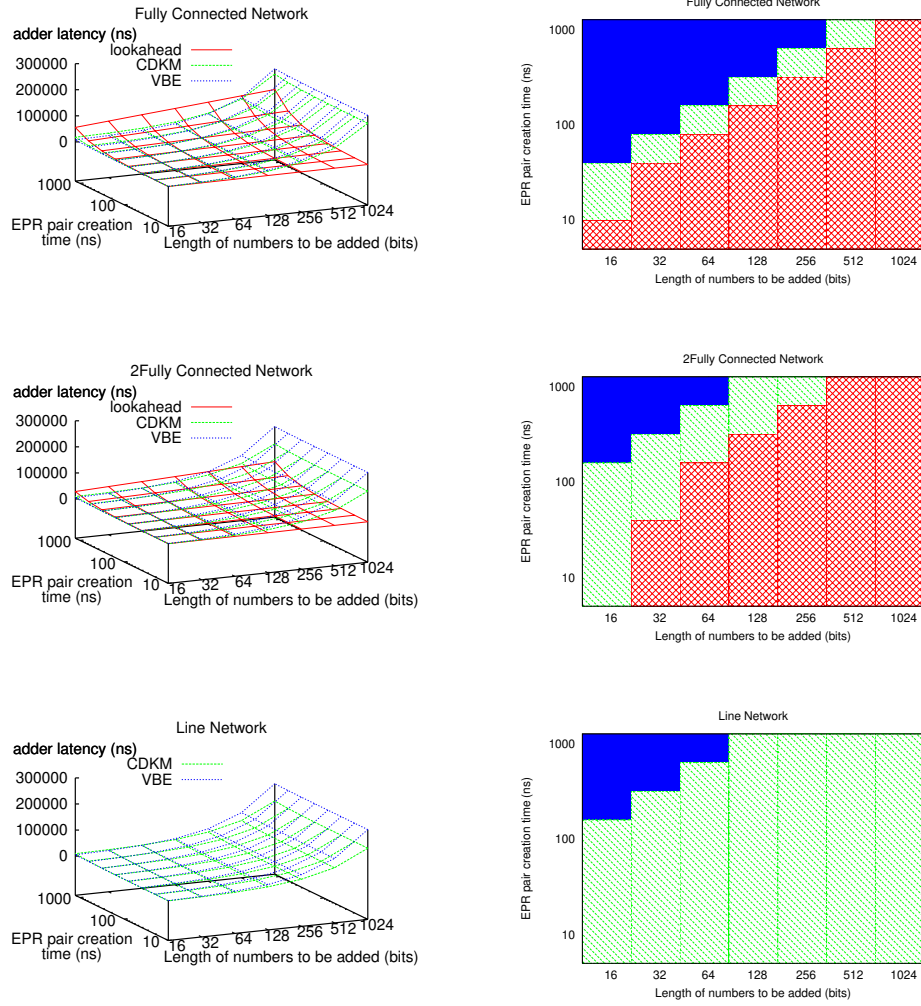 Fully Connected Network
adder latency (ns)
lookahead
CDKM
VBE
300000
200000
100000
0
1000
100
10
EPR pair creation
time (ns)
16 32 64 128 256 512 1024
Length of numbers to be added (bits)
Fully Connected Network
1000
100
10
EPR pair creation time (ns)
16 32 64 128 256 512 1024
Length of numbers to be added (bits)
2Fully Connected Network
adder latency (ns)
lookahead
CDKM
VBE
300000
200000
100000
0
1000
100
10
EPR pair creation
time (ns)
16 32 64 128 256 512 1024
Length of numbers to be added (bits)
2Fully Connected Network
1000
100
10
EPR pair creation time (ns)
16 32 64 128 256 512 1024
Length of numbers to be added (bits)
Line Network
adder latency (ns)
CDKM
VBE
300000
200000
100000
0
1000
100
10
EPR pair creation
time (ns)
16 32 64 128 256 512 1024
Length of numbers to be added (bits)
Line Network
1000
100
10
EPR pair creation time (ns)
16 32 64 128 256 512 1024
Length of numbers to be added (bits)